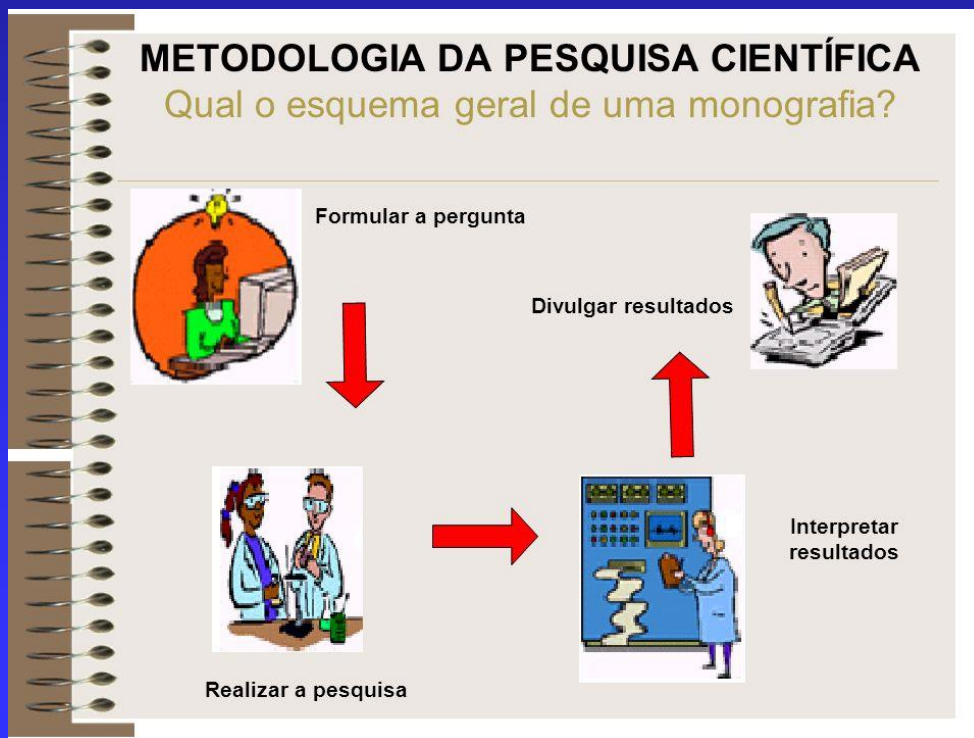 METODOLOGIA DA PESQUISA CIENTÍFICA
Qual o esquema geral de uma monografia?
Formular a pergunta
Divulgar resultados
Interpretar
resultados
Realizar a pesquisa